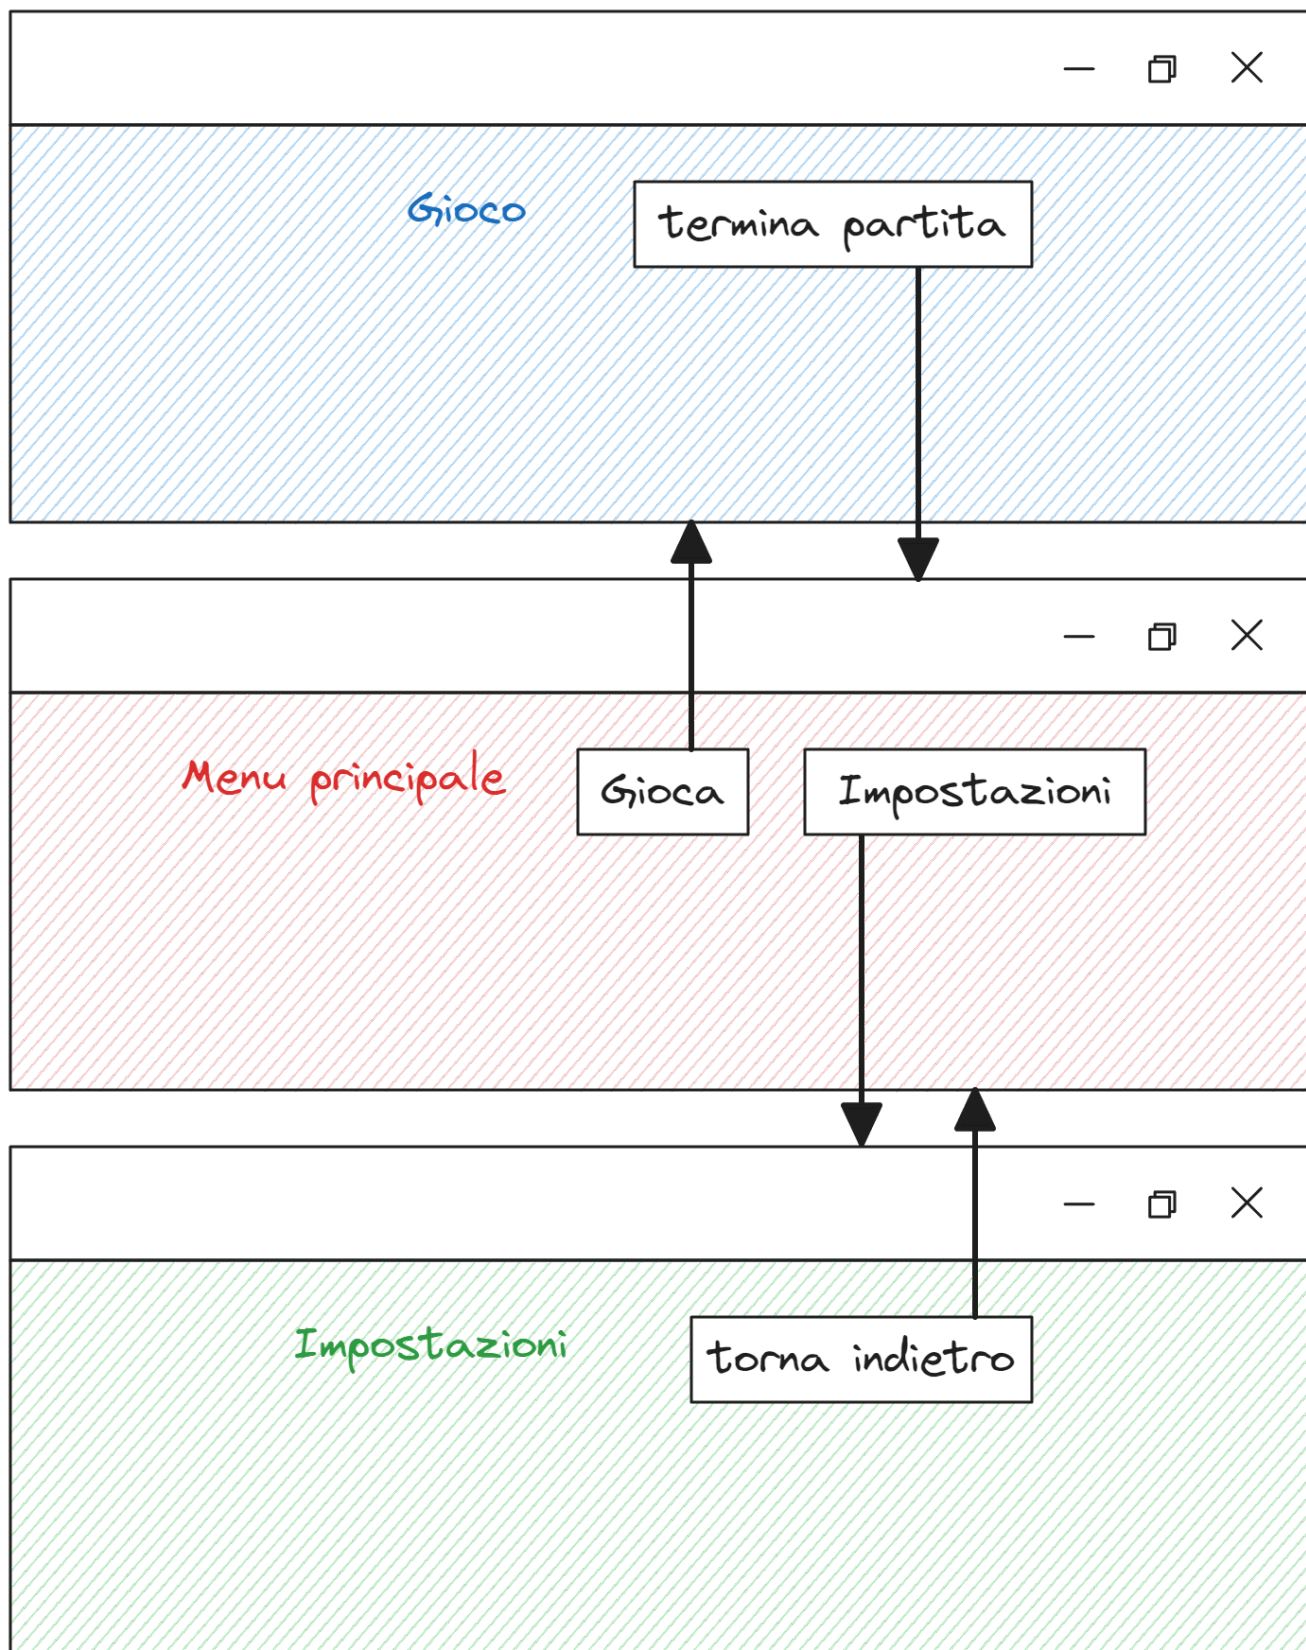 Gioco
termina partita
Menu principale
Gioca
Impostazioni
Impostazioni
torna indietro